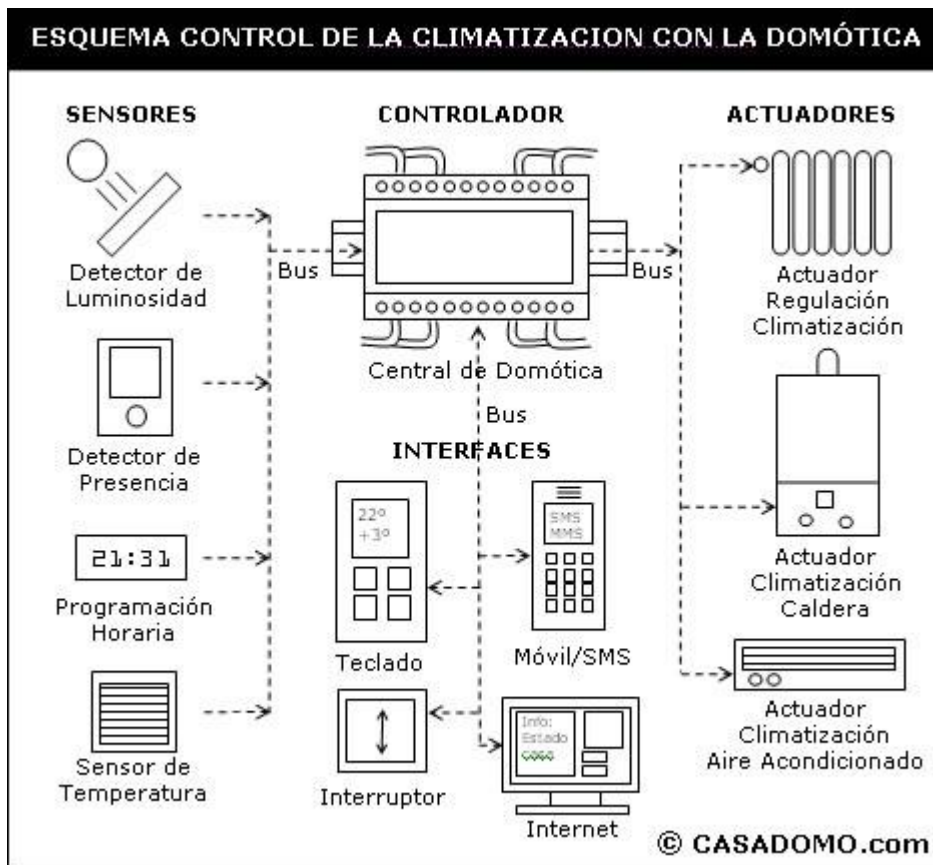 ESQUEMA CONTROL DE LA CLIMATIZACION CON LA DOMÓTICA
SENSORES
CONTROLADOR
ACTUADORES
Detector de
Luminosidad
Bus
Bus
Central de Domótica
Bus
Actuador
Regulación
Climatización
Detector de
Presencia
INTERFACES
22º
+3º
SMS
MMS
21:31
Programación
Horaria
Teclado
Móvil/SMS
Actuador
Climatización
Caldera
Sensor de
Temperatura
Interruptor
Info:
Estado
casa
Internet
Actuador
Climatización
Aire Acondicionado
© CASADOMO.com